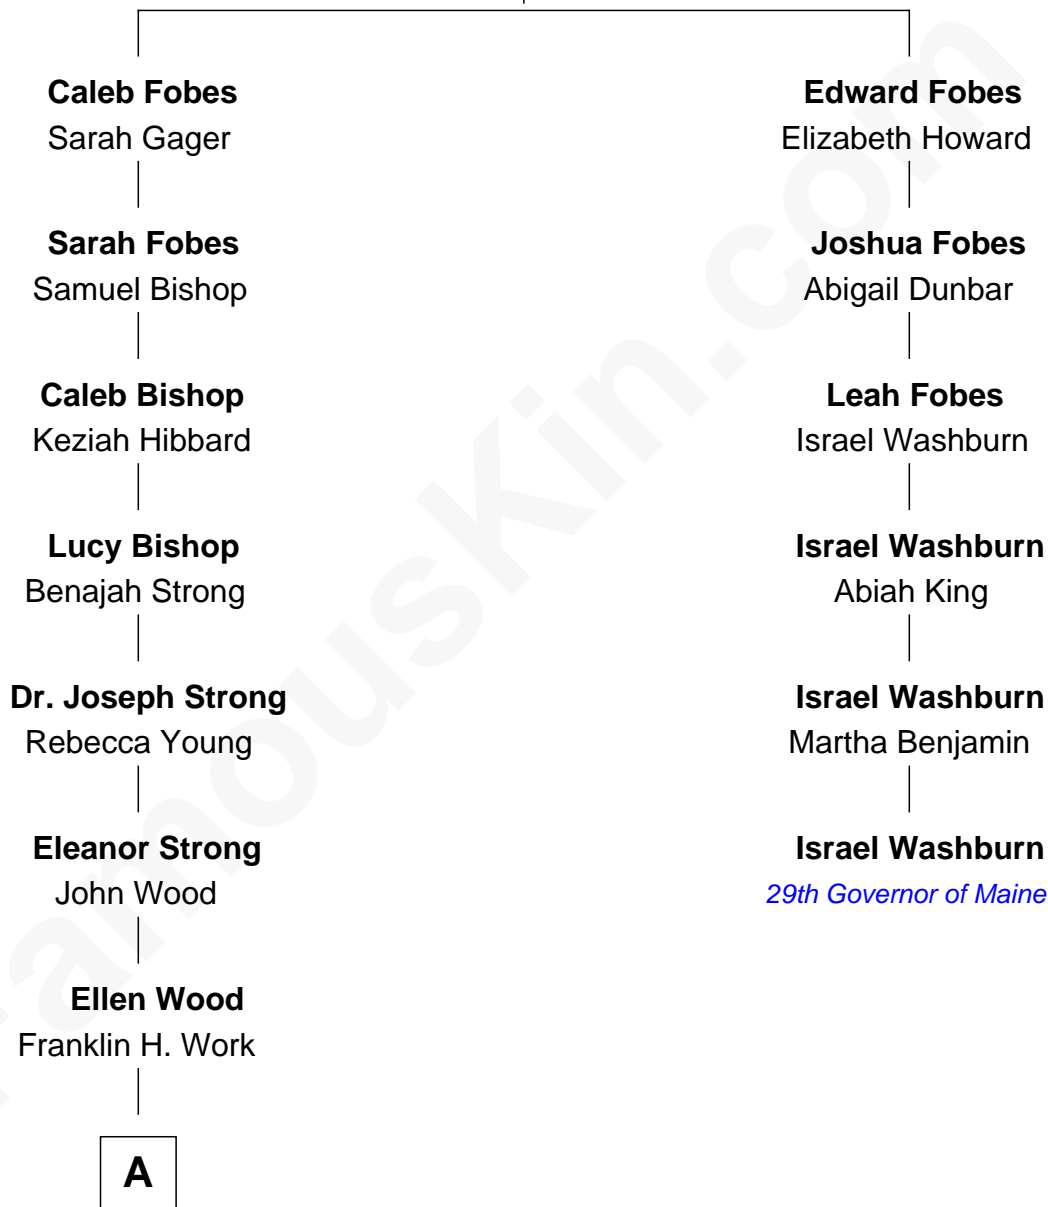 Caleb Fobes
Sarah Gager
Edward Fobes
Elizabeth Howard
Sarah Fobes
Samuel Bishop
Joshua Fobes
Abigail Dunbar
Caleb Bishop
Keziah Hibbard
Leah Fobes
Israel Washburn
Lucy Bishop
Benajah Strong
Israel Washburn
Abiah King
Dr. Joseph Strong
Rebecca Young
Israel Washburn
Martha Benjamin
Eleanor Strong
John Wood
Israel Washburn
29th Governor of Maine
Ellen Wood
Franklin H. Work
A
FamousKin.com